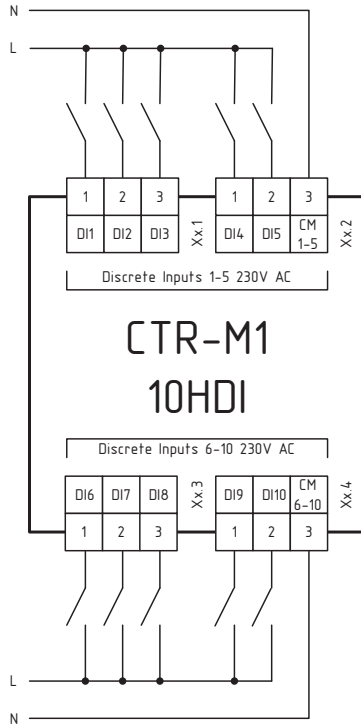 N
L
1 2 3 1 2 3
DI1 DI2 DI3 Xx.1 DI4 DI5 CM 1-5 Xx.2
Discrete Inputs 1-5 230V AC
CTR-M1
10HDI
Discrete Inputs 6-10 230V AC
DI6 DI7 DI8 Xx.3 DI9 DI10 CM 6-10 Xx.4
1 2 3 1 2 3
L
N